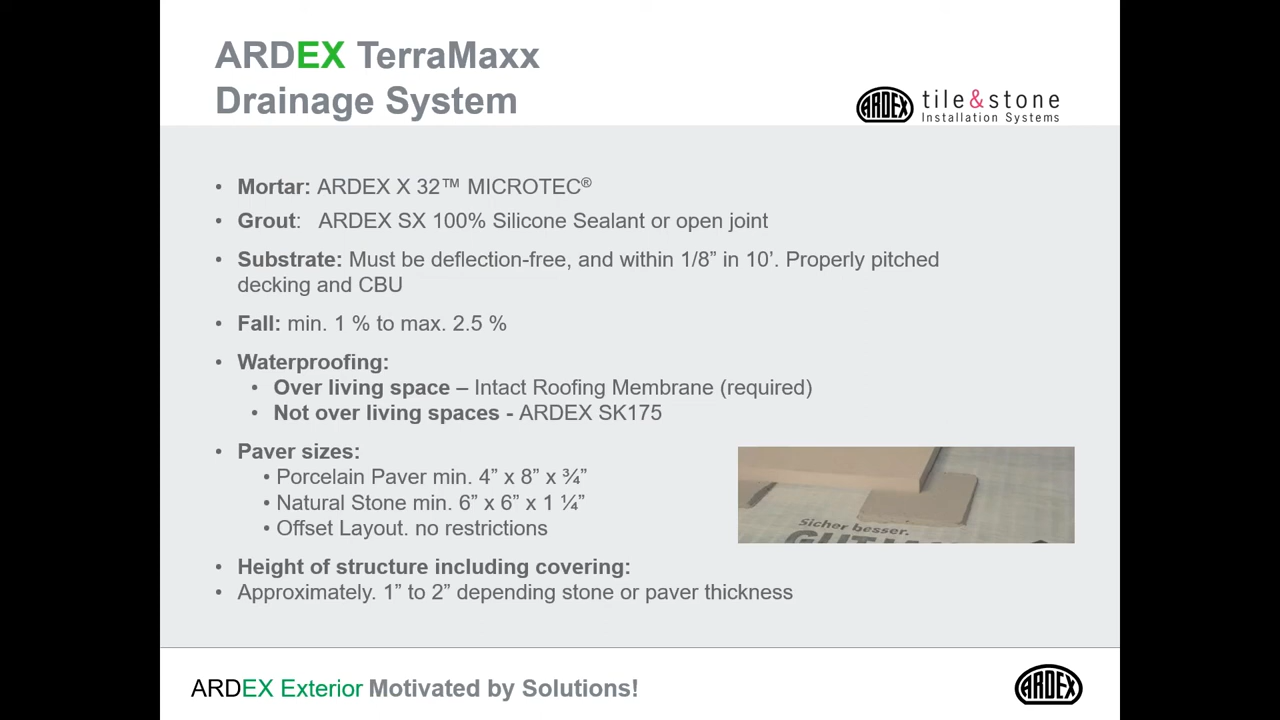 ARDEX TerraMaxx
Drainage System
ARDEX tile&stone
Installation Systems
• Mortar: ARDEX X 32™ MICROTEC®
• Grout: ARDEX SX 100% Silicone Sealant or open joint
• Substrate: Must be deflection-free, and within 1/8” in 10’. Properly pitched
decking and CBU
• Fall: min. 1 % to max. 2.5 %
• Waterproofing:
• Over living space – Intact Roofing Membrane (required)
• Not over living spaces - ARDEX SK175
• Paver sizes:
• Porcelain Paver min. 4” x 8” x ¾”
• Natural Stone min. 6” x 6” x 1 ¼”
• Offset Layout. no restrictions
Sicher besser.
• Height of structure including covering:
• Approximately. 1” to 2” depending stone or paver thickness
ARDEX Exterior Motivated by Solutions!
ARDEX